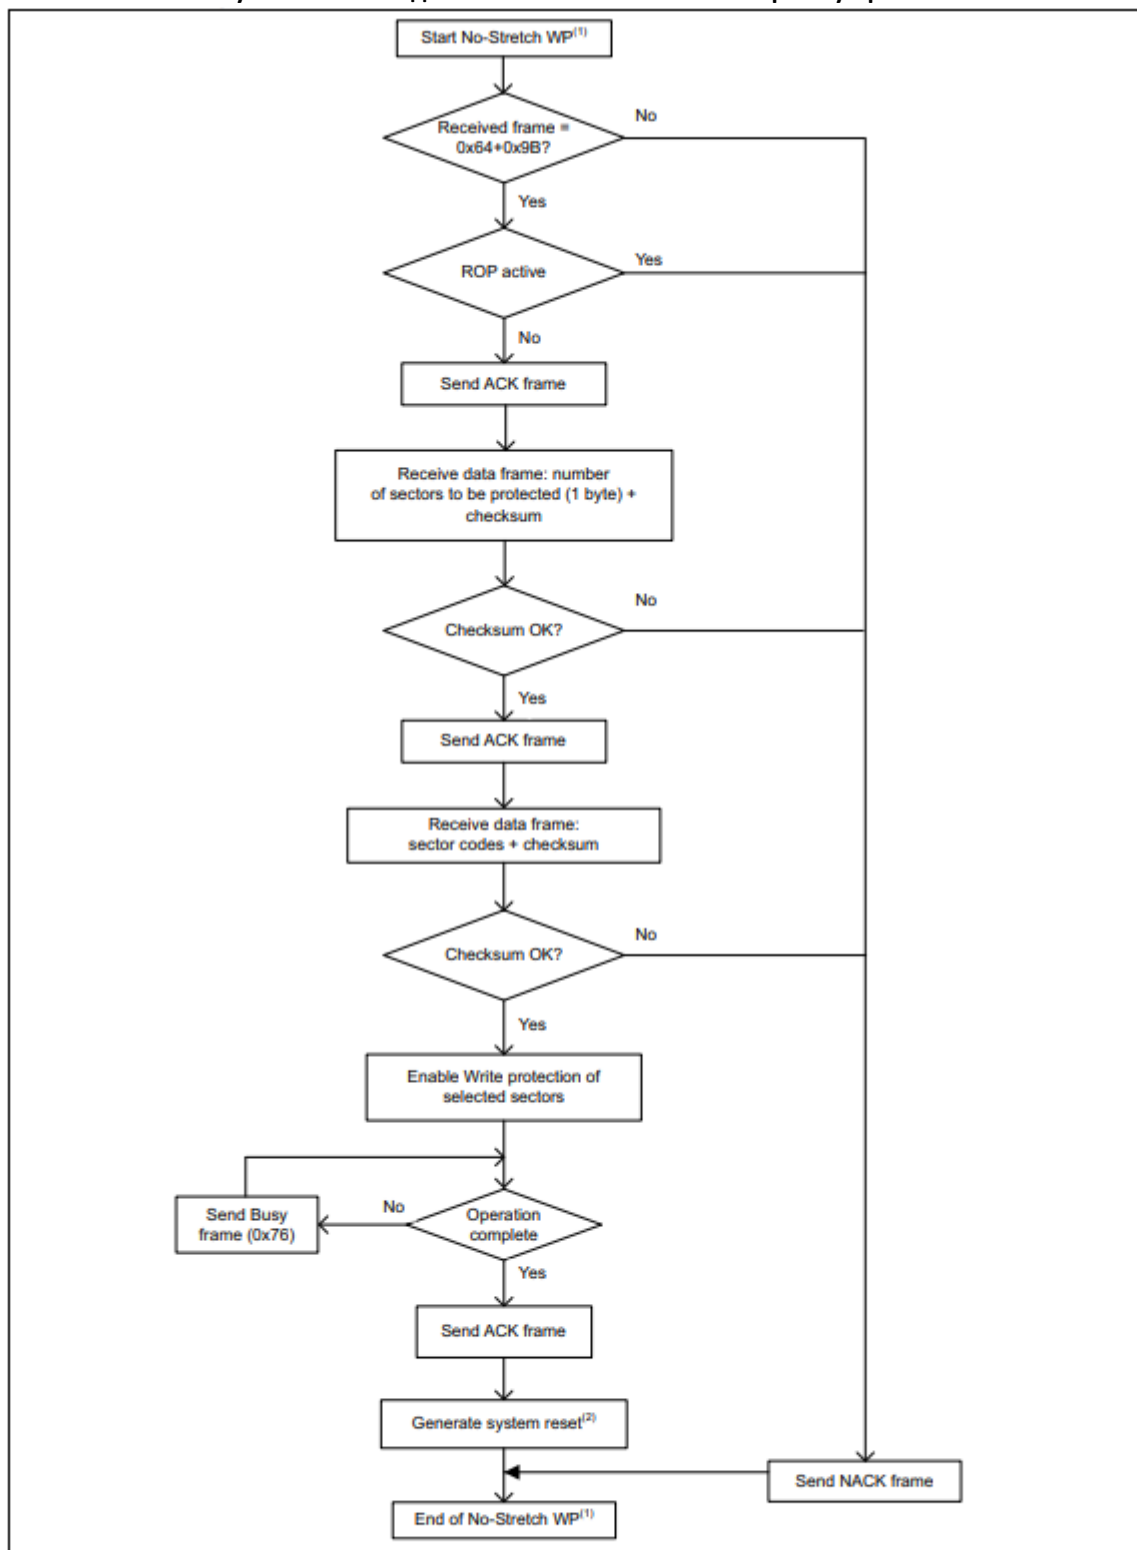 Start No-Stretch WP(1)
Received frame =
0x64+0x9B?
No
Yes
ROP active
Yes
No
Send ACK frame
Receive data frame: number
of sectors to be protected (1 byte) +
checksum
Checksum OK?
No
Yes
Send ACK frame
Receive data frame:
sector codes + checksum
Checksum OK?
No
Yes
Enable Write protection of
selected sectors
Send Busy
frame (0x76)
No
Operation
complete
Yes
Send ACK frame
Generate system reset(2)
Send NACK frame
End of No-Stretch WP(1)